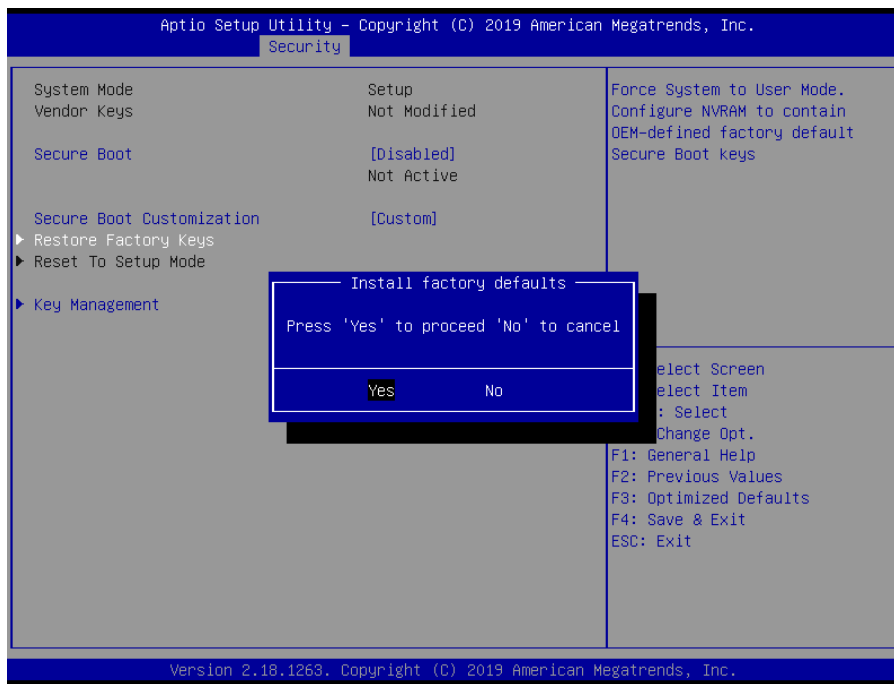 Aptio Setup Utility – Copyright (C) 2019 American Megatrends, Inc.
Security
System Mode Setup
Vendor Keys Not Modified
Secure Boot [Disabled]
Not Active
Secure Boot Customization [Custom]
Restore Factory Keys
Reset To Setup Mode
Key Management
Force System to User Mode.
Configure NVRAM to contain
OEM-defined factory default
Secure Boot keys
Install factory defaults
Press 'Yes' to proceed 'No' to cancel
Yes No
elect Screen
elect Item
: Select
Change Opt.
F1: General Help
F2: Previous Values
F3: Optimized Defaults
F4: Save & Exit
ESC: Exit
Version 2.18.1263. Copyright (C) 2019 American Megatrends, Inc.